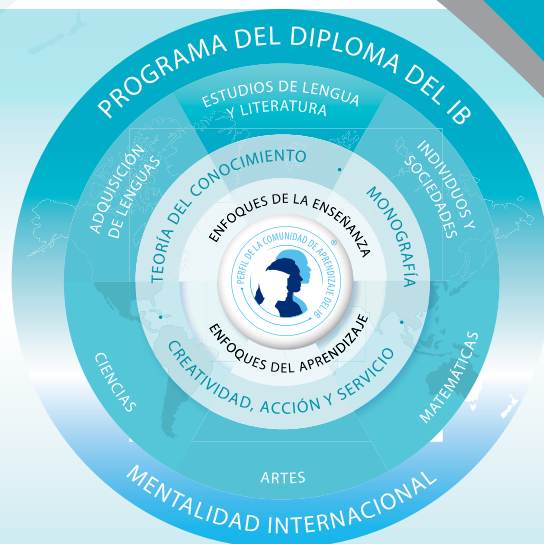 PROGRAMA DEL DIPLOMA DEL IB
ESTUDIOS DE LENGUA
Y LITERATURA
ADQUISICIÓN
DE LENGUAS
INDIVIDUOS Y
SOCIEDADES
TEORÍA DEL CONOCIMIENTO
•
MONOGRAFÍA
•
CREATIVIDAD, ACCIÓN Y SERVICIO
•
ENFOQUES DE LA ENSEÑANZA
• PERFIL DE LA COMUNIDAD DE APRENDIZAJE DEL IB
®
ENFOQUES DEL APRENDIZAJE
CIENCIAS
MATEMÁTICAS
ARTES
MENTALIDAD INTERNACIONAL